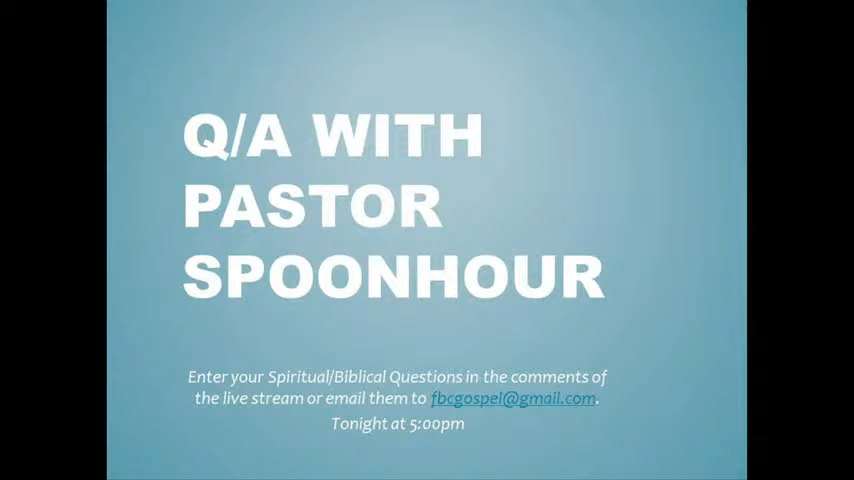 Q/A WITH
PASTOR
SPOONHOUR
Enter your Spiritual/Biblical Questions in the comments of
the live stream or email them to fbcgospel@gmail.com.
Tonight at 5:00pm